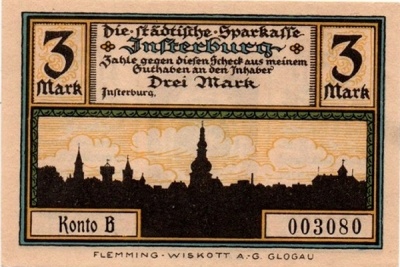 3 Mark
Die städtische Sparkasse
Insterburg
Zahle gegen diesen Scheck aus meinem
Guthaben an den Inhaber
Drei Mark
Insterburg.
3 Mark
Konto B
003080
FLEMMING-WISKOTT A.-G. GLOGAU